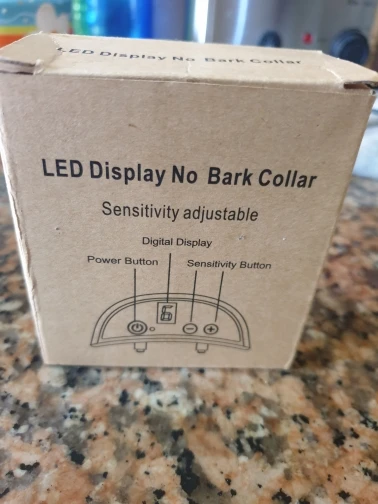 LED Display No Bark Collar
LED Display No Bark Collar
Sensitivity adjustable
Digital Display
Power Button
Sensitivity Button
6